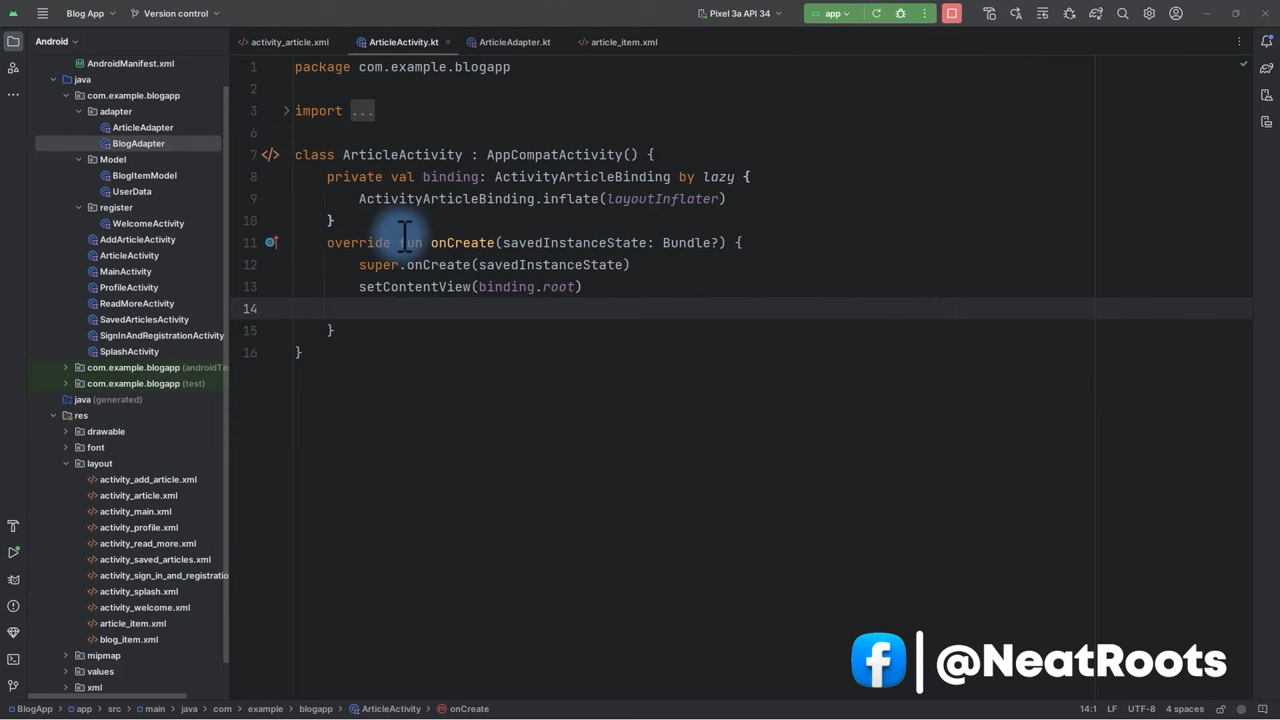 Blog App
Version control
Pixel 3a API 34
app
Android
activity_article.xml
ArticleActivity.kt
ArticleAdapter.kt
article_item.xml
AndroidManifest.xml
java
com.example.blogapp
adapter
ArticleAdapter
BlogAdapter
Model
BlogItemModel
UserData
register
WelcomeActivity
AddArticleActivity
ArticleActivity
MainActivity
ProfileActivity
ReadMoreActivity
SavedArticlesActivity
SignInAndRegistrationActivity
SplashActivity
com.example.blogapp (androidTe
com.example.blogapp (test)
java (generated)
res
drawable
font
layout
activity_add_article.xml
activity_article.xml
activity_main.xml
activity_profile.xml
activity_read_more.xml
activity_saved_articles.xml
activity_sign_in_and_registration
activity_splash.xml
activity_welcome.xml
article_item.xml
blog_item.xml
mipmap
values
xml
1 package com.example.blogapp
2
3 import ...
6
7 class ArticleActivity : AppCompatActivity() {
8 private val binding: ActivityArticleBinding by lazy {
9 ActivityArticleBinding.inflate(layoutInflater)
10 }
11 override fun onCreate(savedInstanceState: Bundle?) {
12 super.onCreate(savedInstanceState)
13 setContentView(binding.root)
14
15 }
16 }
@NeatRoots
BlogApp > app > src > main > java > com > example > blogapp > ArticleActivity > onCreate
14:1 LF UTF-8 4 spaces